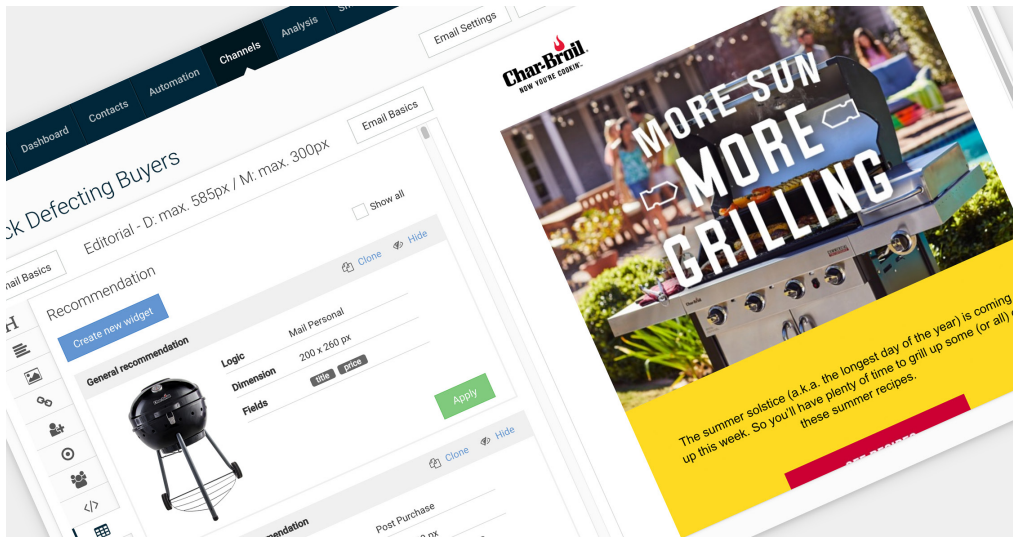 Dashboard
Contacts
Automation
Channels
Analysis
Email Settings
ck Defecting Buyers
Email Basics
Editorial - D: max. 585px / M: max. 300px
Email Basics
Show all
Recommendation
Create new widget
Clone
Hide
General recommendation
Logic
Mail Personal
Dimension
200 x 260 px
Fields
title
price
Apply
Clone
Hide
Post Purchase
px
H
</>
Char-Broil
NOW YOU'RE COOKIN'.
MORE SUN
MORE
GRILLING
The summer solstice (a.k.a. the longest day of the year) is coming
up this week. So you'll have plenty of time to grill up some (or all)
these summer recipes.
SEE RECIPES